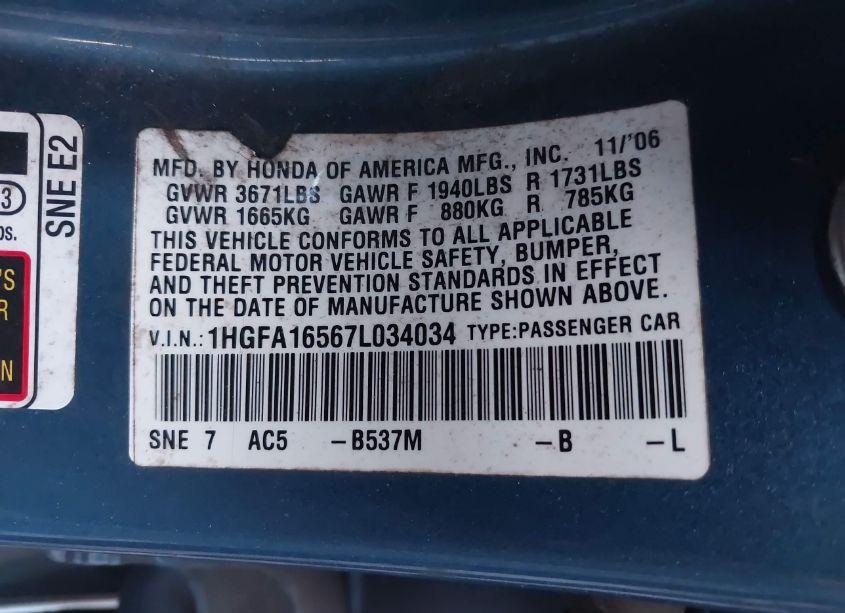 3
OS.
'S
R
N
SNE E2
MFD. BY HONDA OF AMERICA MFG., INC. 11/'06
GVWR 3671LBS GAWR F 1940LBS R 1731LBS
GVWR 1665KG GAWR F 880KG R 785KG
THIS VEHICLE CONFORMS TO ALL APPLICABLE
FEDERAL MOTOR VEHICLE SAFETY, BUMPER,
AND THEFT PREVENTION STANDARDS IN EFFECT
ON THE DATE OF MANUFACTURE SHOWN ABOVE.
V.I.N.: 1HGFA16567L034034 TYPE:PASSENGER CAR
SNE 7 AC5 -B537M -B -L